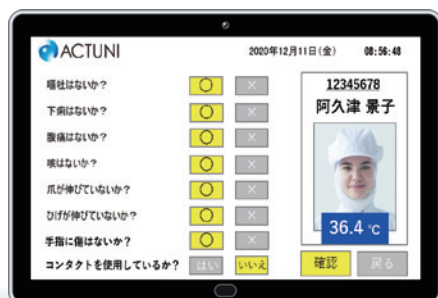 ACTUNI
2020年12月11日(金) 08:56:48
嘔吐はないか? ○ ×
下痢はないか? ○ ×
腹痛はないか? ○ ×
咳はないか? ○ ×
爪が伸びていないか? ○ ×
ひげが伸びていないか? ○ ×
手指に傷はないか? ○ ×
コンタクトを使用しているか? はい いいえ
12345678
阿久津 景子
36.4 ℃
確認 戻る